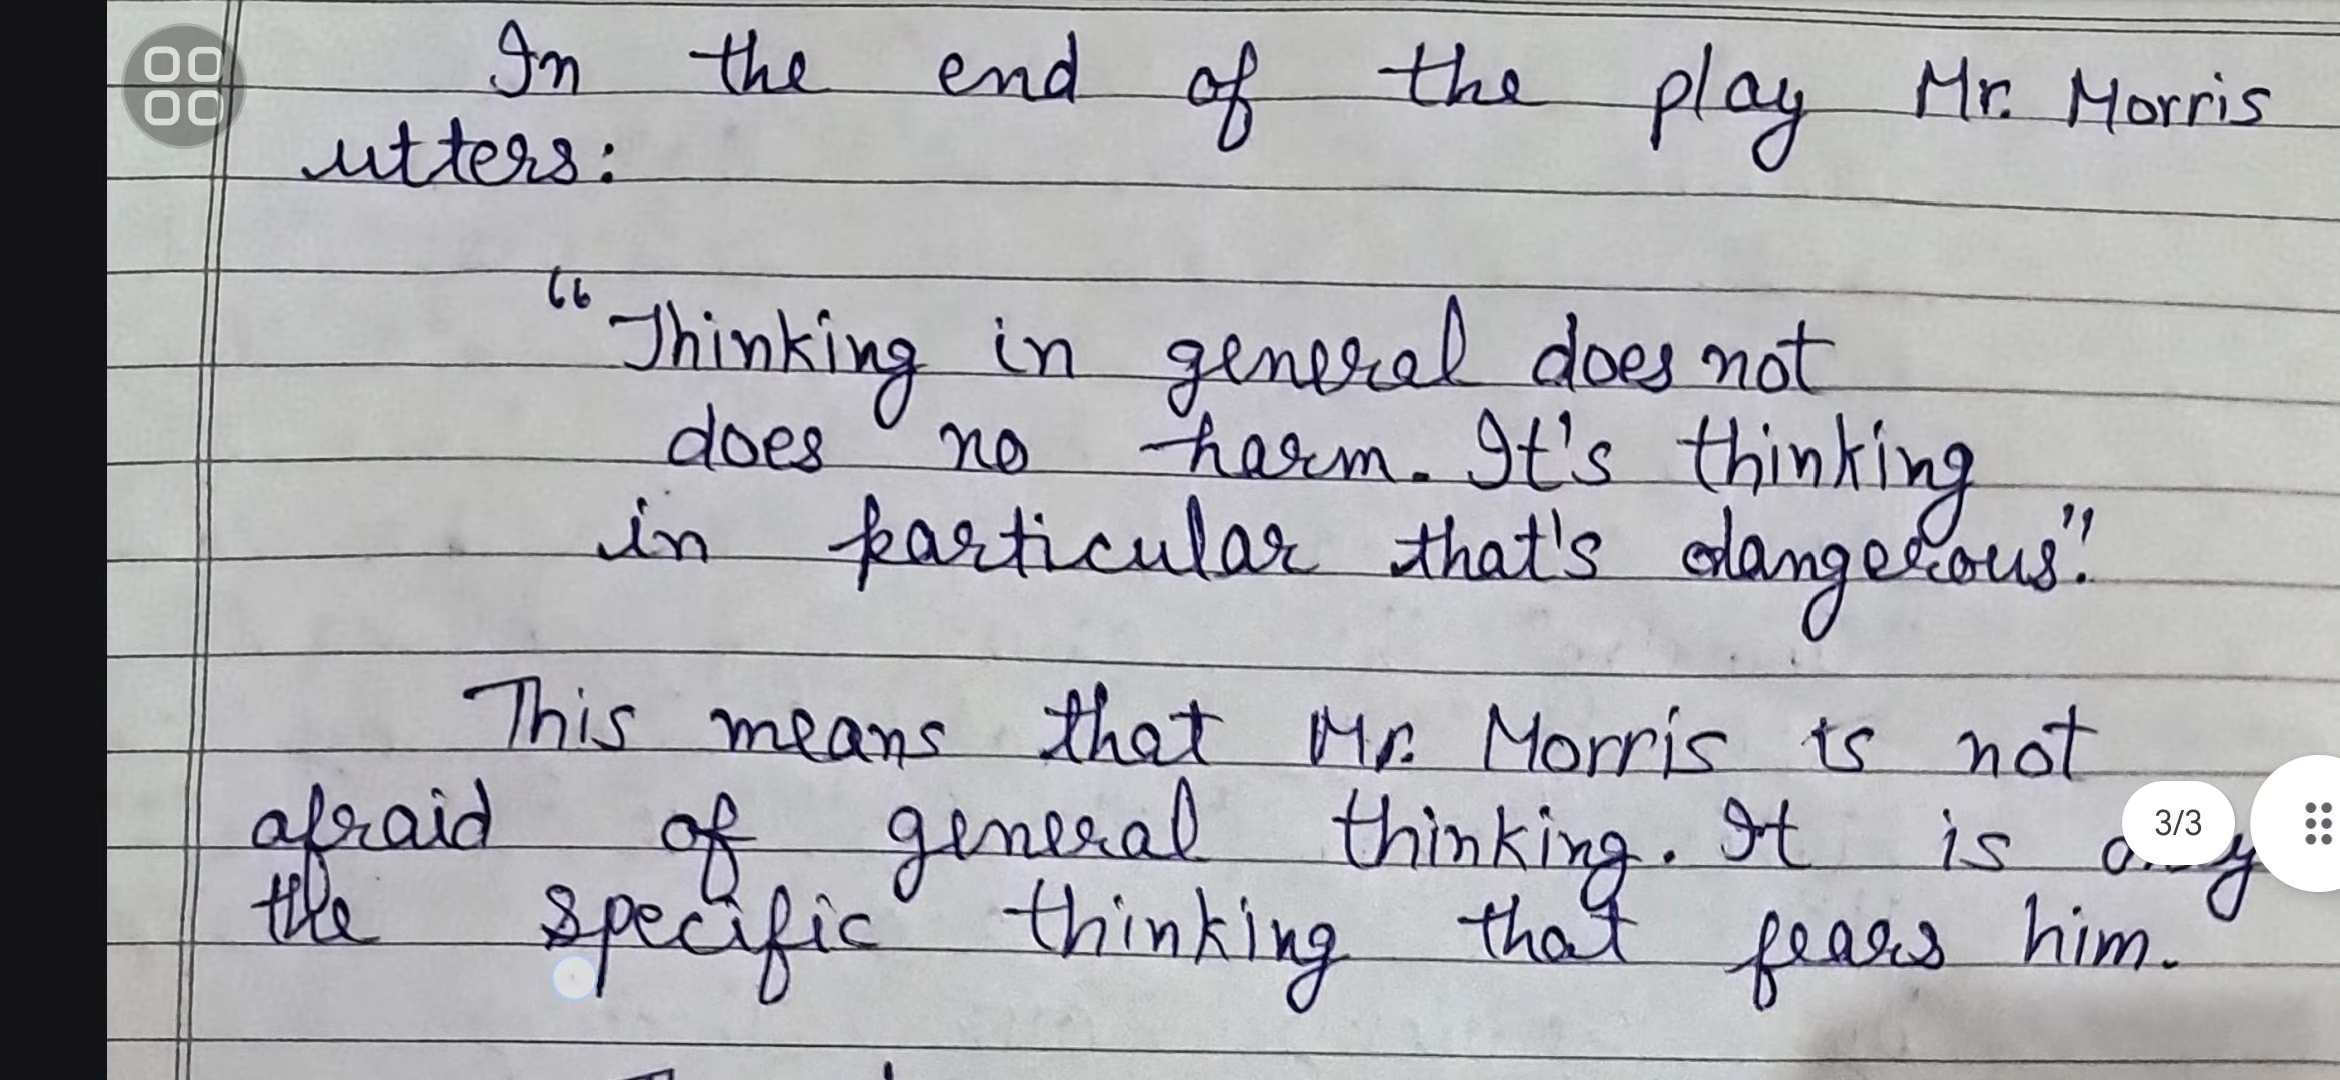 In the end of the play Mr. Morris
utters:
"Thinking in general does not
does no harm. It's thinking
in particular that's dangerous".
This means that Mr. Morris is not
afraid of general thinking. It is
3/3
the specific thinking that fears him.